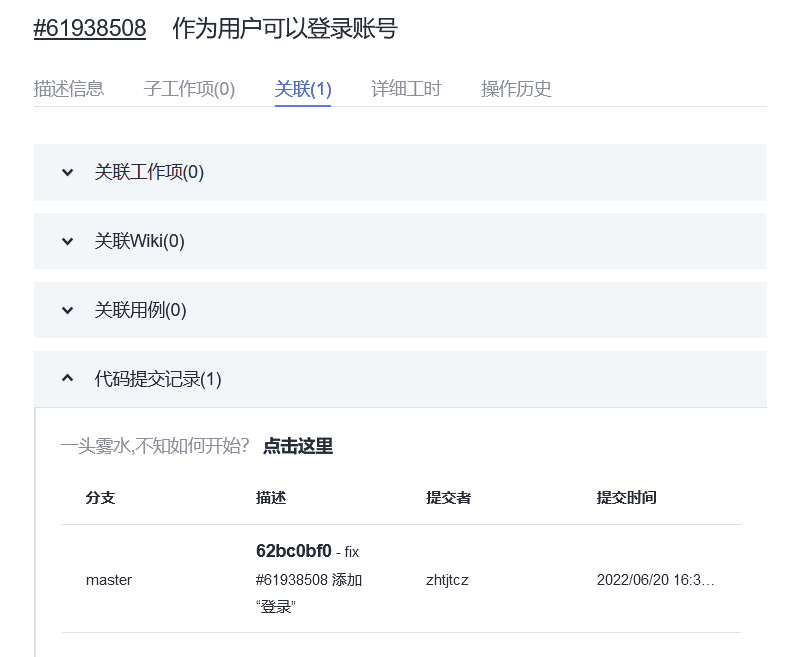 #61938508 作为用户可以登录账号
描述信息 子工作项(0) 关联(1) 详细工时 操作历史
关联工作项(0)
关联Wiki(0)
关联用例(0)
代码提交记录(1)
一头雾水,不知如何开始? 点击这里
分支 描述 提交者 提交时间
62bc0bf0 - fix
master #61938508 添加 zhtjtcz 2022/06/20 16:3...
“登录”